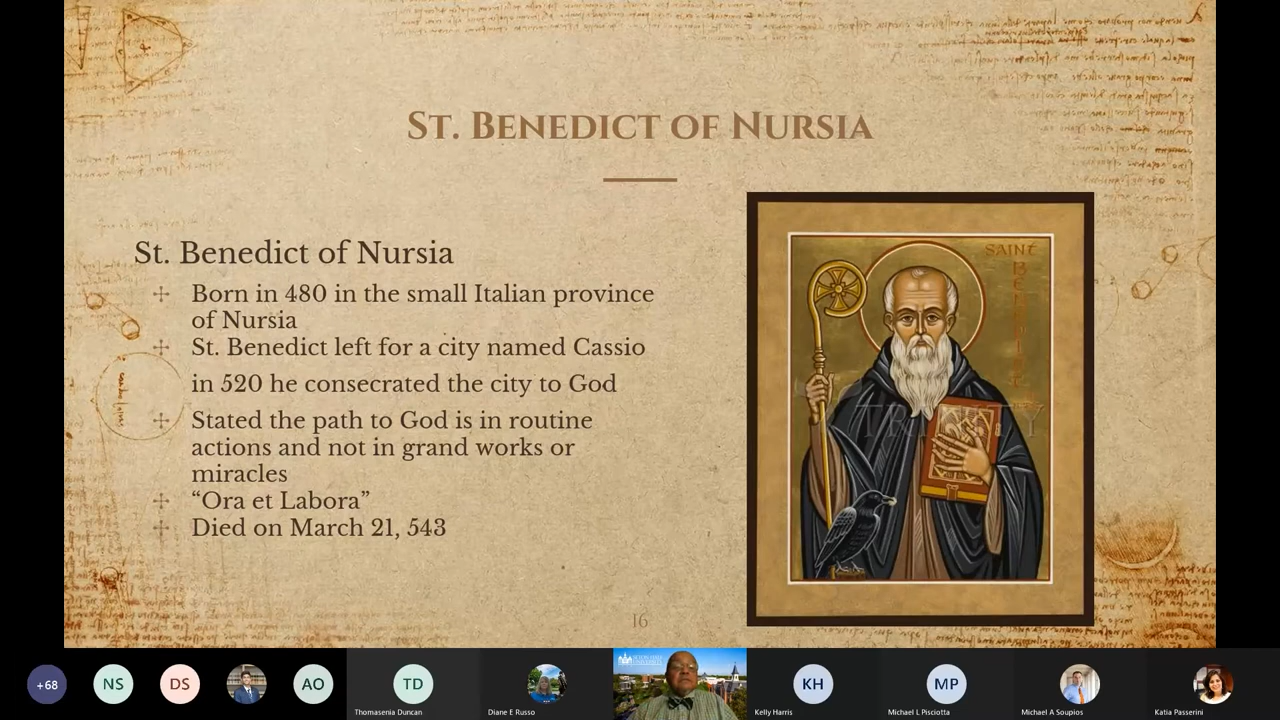 St. Benedict of Nursia
St. Benedict of Nursia
Born in 480 in the small Italian province
of Nursia
St. Benedict left for a city named Cassio
in 520 he consecrated the city to God
Stated the path to God is in routine
actions and not in grand works or
miracles
“Ora et Labora”
Died on March 21, 543
SAINT
BENEDICT
16
+68
NS
DS
AO
TD
Thomasenia Duncan
Diane E Russo
KH
Kelly Harris
MP
Michael L Pisciotta
Michael A Soupios
Katia Passerini